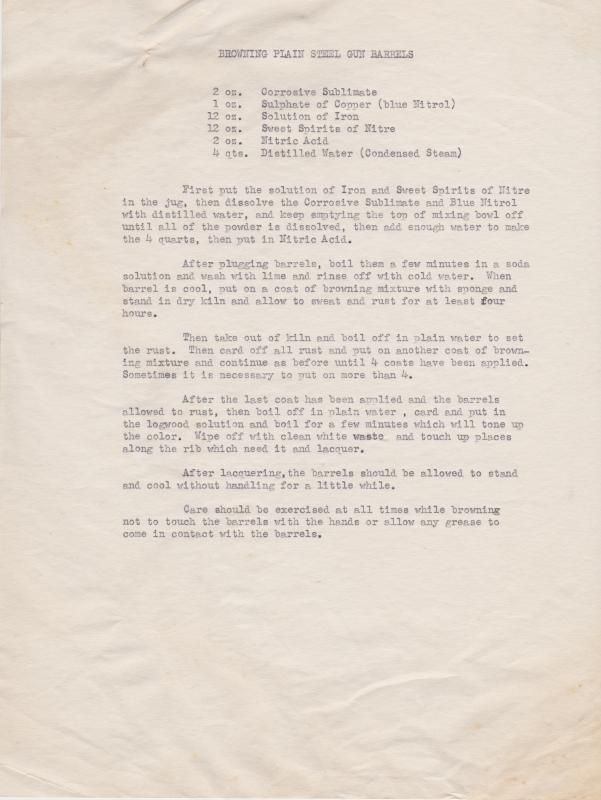 BROWNING PLAIN STEEL GUN BARRELS
2 oz. Corrosive Sublimate
1 oz. Sulphate of Copper (blue Nitrol)
12 oz. Solution of Iron
12 oz. Sweet Spirits of Nitre
2 oz. Nitric Acid
4 qts. Distilled Water (Condensed Steam)
First put the solution of Iron and Sweet Spirits of Nitre
in the jug, then dissolve the Corrosive Sublimate and Blue Nitrol
with distilled water, and keep emptying the top of mixing bowl off
until all of the powder is dissolved, then add enough water to make
the 4 quarts, then put in Nitric Acid.
After plugging barrels, boil them a few minutes in a soda
solution and wash with lime and rinse off with cold water. When
barrel is cool, put on a coat of browning mixture with sponge and
stand in dry kiln and allow to sweat and rust for at least four
hours.
Then take out of kiln and boil off in plain water to set
the rust. Then card off all rust and put on another coat of brown-
ing mixture and continue as before until 4 coats have been applied.
Sometimes it is necessary to put on more than 4.
After the last coat has been applied and the barrels
allowed to rust, then boil off in plain water , card and put in
the logwood solution and boil for a few minutes which will tone up
the color. Wipe off with clean white waste and touch up places
along the rib which need it and lacquer.
After lacquering,the barrels should be allowed to stand
and cool without handling for a little while.
Care should be exercised at all times while browning
not to touch the barrels with the hands or allow any grease to
come in contact with the barrels.